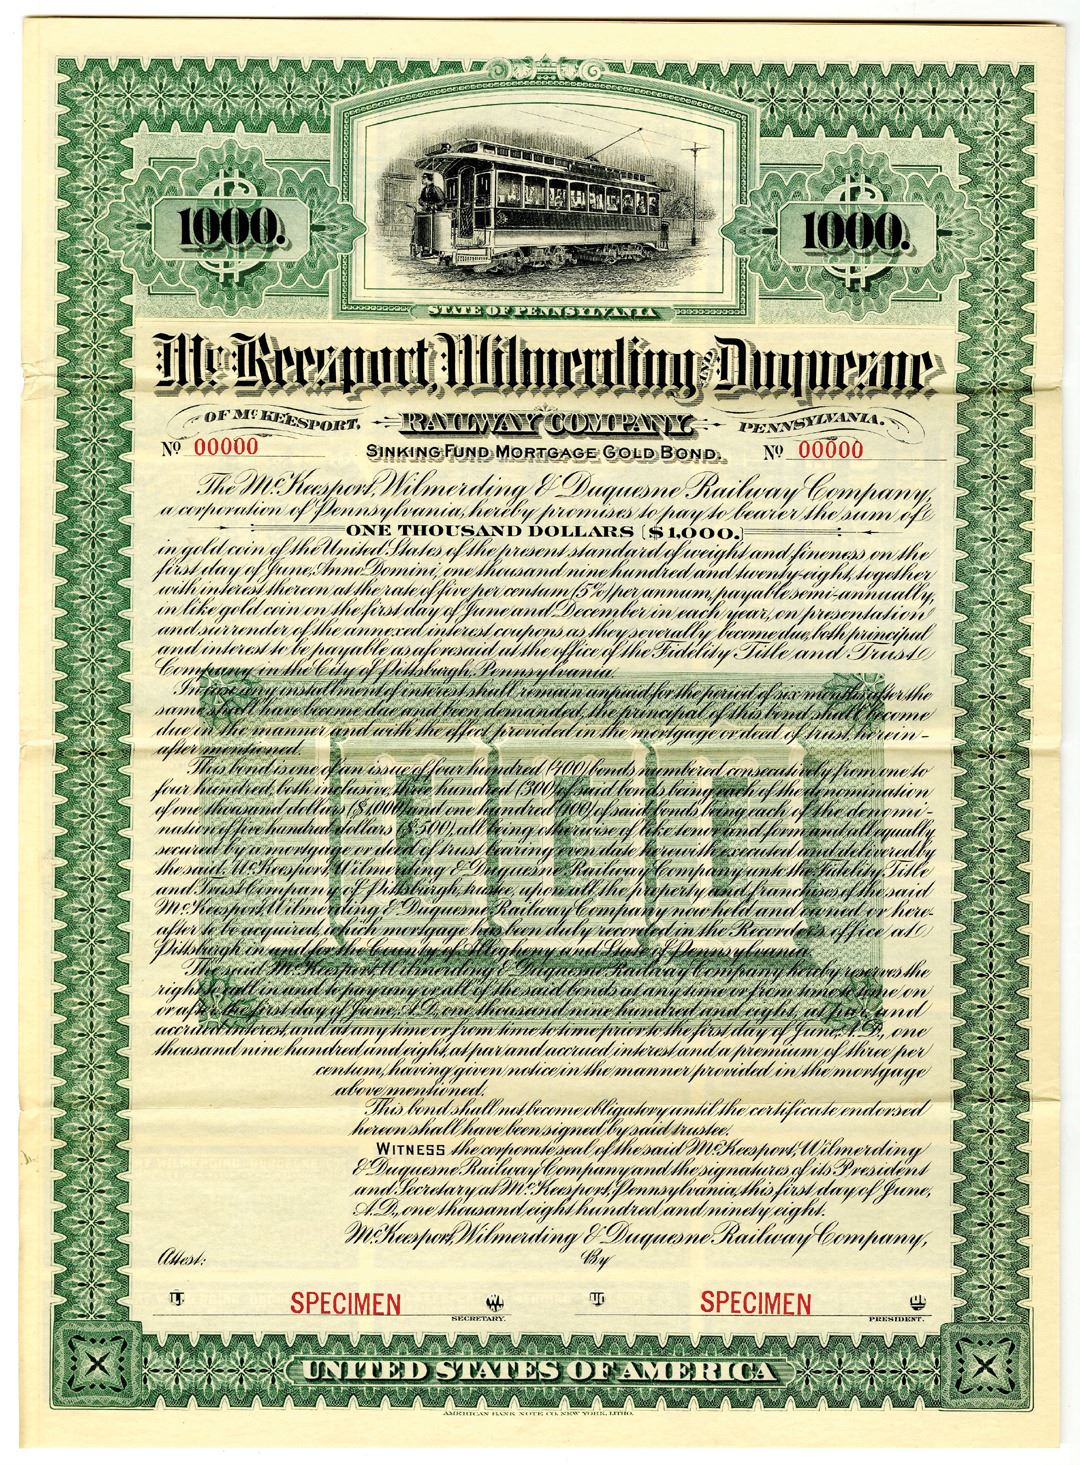 1000.
1000.
STATE OF PENNSYLVANIA
McKeesport, Wilmerding AND Duquesne
OF McKEESPORT, RAILWAY COMPANY PENNSYLVANIA.
No 00000 SINKING FUND MORTGAGE GOLD BOND. No 00000
The McKeesport, Wilmerding & Duquesne Railway Company,
a corporation of Pennsylvania, hereby promises to pay to bearer the sum of
ONE THOUSAND DOLLARS ($1,000.)
in gold coin of the United States of the present standard of weight and fineness on the
first day of June, Anno Domini, one thousand nine hundred and twenty-eight, together
with interest thereon at the rate of five per centum (5%) per annum, payable semi-annually,
in like gold coin on the first day of June and December in each year, on presentation
and surrender of the annexed interest coupons as they severally become due, both principal
and interest to be payable as aforesaid at the office of the Fidelity Title and Trust
Company in the City of Pittsburgh, Pennsylvania.
In case any installment of interest shall remain unpaid for the period of six months after the
same shall have become due and been demanded, the principal of this bond shall become
due in the manner and with the effect provided in the mortgage or deed of trust, herein-
after mentioned.
This bond is one of an issue of four hundred (400) bonds numbered consecutively from one to
four hundred, both inclusive, three hundred (300) of said bonds being each of the denomination
of one thousand dollars ($1,000) and one hundred (100) of said bonds being each of the denomi-
nation of five hundred dollars ($500), all being otherwise of like tenor and form and all equally
secured by a mortgage or deed of trust bearing even date herewith executed and delivered by
the said McKeesport, Wilmerding & Duquesne Railway Company unto the Fidelity Title
and Trust Company of Pittsburgh, trustee, upon all the property and franchises of the said
McKeesport, Wilmerding & Duquesne Railway Company now held and owned or here-
after to be acquired, which mortgage has been duly recorded in the Recorder's office at
Pittsburgh in and for the County of Allegheny and State of Pennsylvania.
The said McKeesport, Wilmerding & Duquesne Railway Company hereby reserves the
right to call in and to pay any or all of the said bonds at any time or from time to time on
or after the first day of June, A.D., one thousand nine hundred and eight, at par and
accrued interest, and at any time or from time to time prior to the first day of June, A.D., one
thousand nine hundred and eight, at par and accrued interest and a premium of three per
centum, having given notice in the manner provided in the mortgage
above mentioned.
This bond shall not become obligatory until the certificate endorsed
hereon shall have been signed by said trustee.
WITNESS the corporate seal of the said McKeesport, Wilmerding
& Duquesne Railway Company and the signatures of its President
and Secretary at McKeesport, Pennsylvania, this first day of June,
A.D., one thousand eight hundred and ninety eight.
McKeesport, Wilmerding & Duquesne Railway Company,
Attest: By
SPECIMEN SPECIMEN
SECRETARY. PRESIDENT.
UNITED STATES OF AMERICA
AMERICAN BANK NOTE CO. NEW YORK, LITHO.